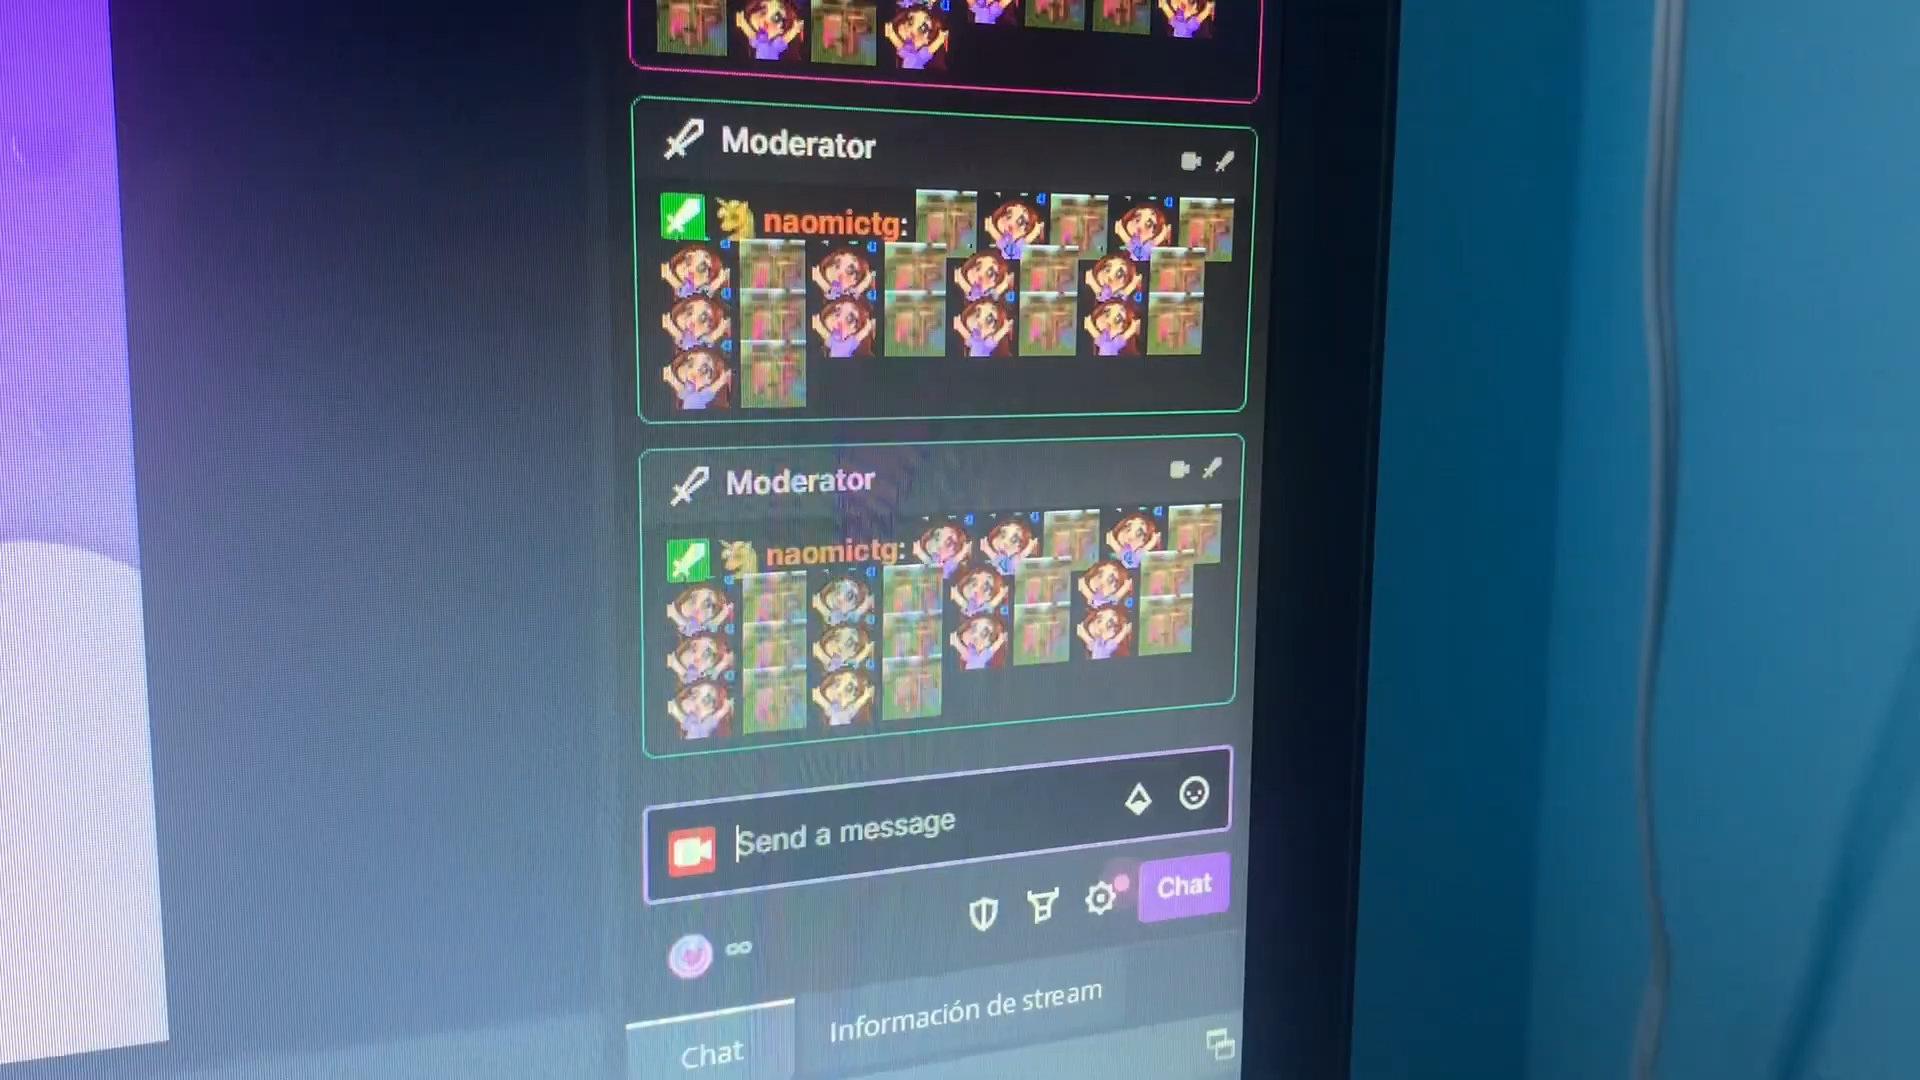 Moderator
naomictg:
Moderator
naomictg:
Send a message
Chat
∞
Información de stream
Chat